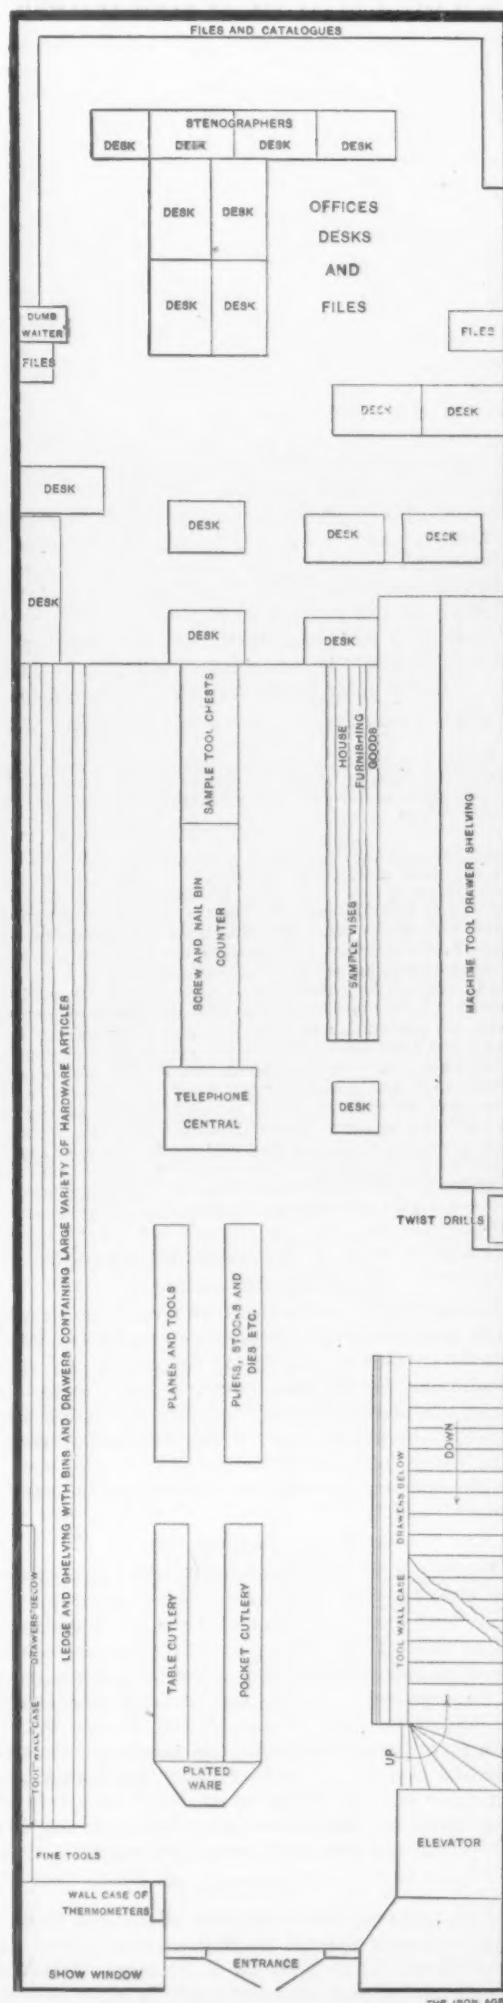 FILES AND CATALOGUES
STENOGRAPHERS
DESK
DESK
DESK
DESK
DESK
DESK
OFFICES
DESKS
AND
FILES
DESK
DESK
DUMB
WAITER
FILES
FILES
DESK
DESK
DESK
DESK
DESK
DESK
DESK
DESK
DESK
SAMPLE TOOL CHESTS
HOUSE
FURNISHING
GOODS
SCREW AND NAIL BIN
COUNTER
SAMPLE VISES
MACHINE TOOL DRAWER SHELVING
LEDGE AND SHELVING WITH BINS AND DRAWERS CONTAINING LARGE VARIETY OF HARDWARE ARTICLES
TELEPHONE
CENTRAL
DESK
TWIST DRILLS
PLANES AND TOOLS
PLIERS, STOCKS AND
DIES ETC.
DOWN
TOOL WALL CASE DRAWERS BELOW
TOOL WALL CASE DRAWERS BELOW
TABLE CUTLERY
POCKET CUTLERY
UP
PLATED
WARE
ELEVATOR
FINE TOOLS
WALL CASE OF
THERMOMETERS
ENTRANCE
SHOW WINDOW
THE IRON AGE